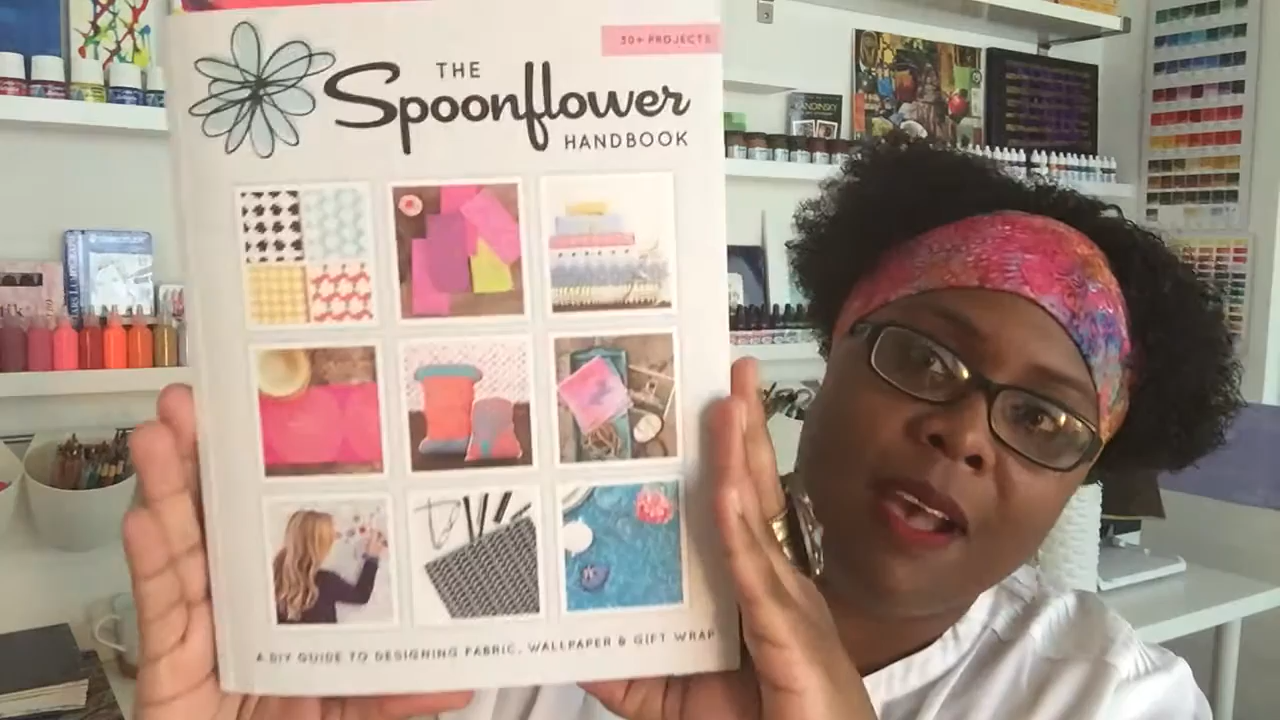 30+ PROJECTS
THE
Spoonflower
HANDBOOK
A DIY GUIDE TO DESIGNING FABRIC, WALLPAPER & GIFT WRAP
KANDINSKY